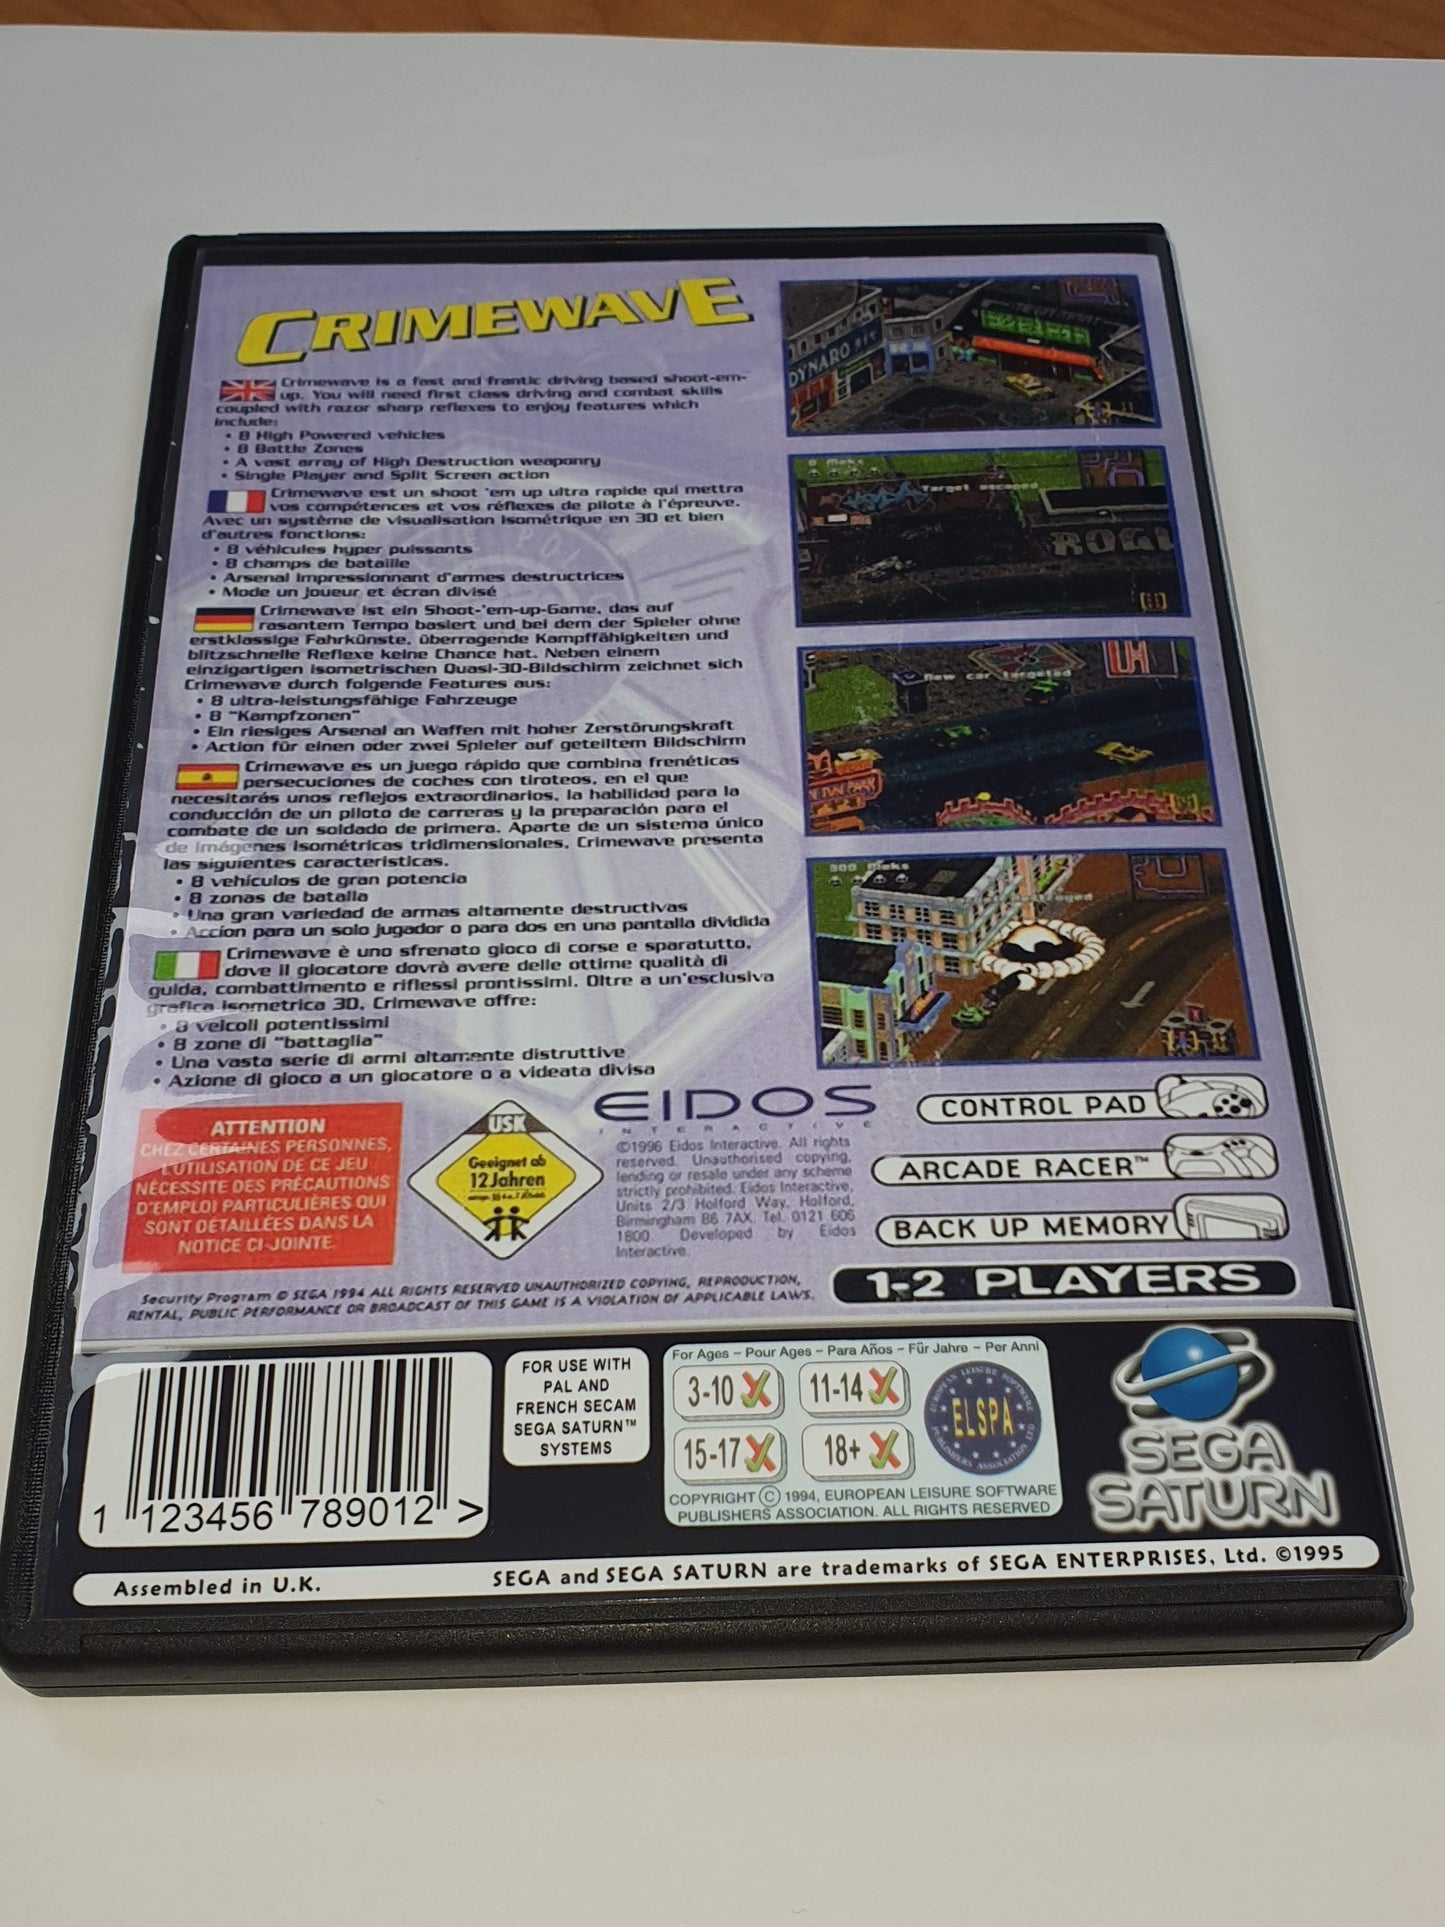 CRIMEWAVE
Crimewave is a fast and frantic driving based shoot-em-
up. You will need first class driving and combat skills
coupled with razor sharp reflexes to enjoy features which
include:
• 8 High Powered vehicles
• 8 Battle Zones
• A vast array of High Destruction weaponry
• Single Player and Split Screen action
Crimewave est un shoot 'em up ultra rapide qui mettra
vos compétences et vos réflexes de pilote à l'épreuve.
Avec un système de visualisation isométrique en 3D et bien
d'autres fonctions:
• 8 véhicules hyper puissants
• 8 champs de bataille
• Arsenal impressionnant d'armes destructrices
• Mode un joueur et écran divisé
Crimewave ist ein Shoot-'em-up-Game, das auf
rasantem Tempo basiert und bei dem der Spieler ohne
erstklassige Fahrkünste, überragende Kampffähigkeiten und
blitzschnelle Reflexe keine Chance hat. Neben einem
einzigartigen isometrischen Quasi-3D-Bildschirm zeichnet sich
Crimewave durch folgende Features aus:
• 8 ultra-leistungsfähige Fahrzeuge
• 8 "Kampfzonen"
• Ein riesiges Arsenal an Waffen mit hoher Zerstörungskraft
• Action für einen oder zwei Spieler auf geteiltem Bildschirm
Crimewave es un juego rápido que combina frenéticas
persecuciones de coches con tiroteos, en el que
necesitarás unos reflejos extraordinarios, la habilidad para la
conducción de un piloto de carreras y la preparación para el
combate de un soldado de primera. Aparte de un sistema único
de imágenes isométricas tridimensionales, Crimewave presenta
las siguientes características.
• 8 vehículos de gran potencia
• 8 zonas de batalla
• Una gran variedad de armas altamente destructivas
• Accion para un solo jugador o para dos en una pantalla dividida
Crimewave è uno sfrenato gioco di corse e sparatutto,
dove il giocatore dovrà avere delle ottime qualità di
guida, combattimento e riflessi prontissimi. Oltre a un'esclusiva
grafica isometrica 3D, Crimewave offre:
• 8 veicoli potentissimi
• 8 zone di "battaglia"
• Una vasta serie di armi altamente distruttive
• Azione di gioco a un giocatore o a videata divisa
DYNARO
0 Maks
Target escaped
ROGU
New car targeted
300 Maks
ATTENTION
CHEZ CERTAINES PERSONNES,
L'UTILISATION DE CE JEU
NÉCESSITE DES PRÉCAUTIONS
D'EMPLOI PARTICULIÈRES QUI
SONT DETAILLÉES DANS LA
NOTICE CI-JOINTE.
USK
Geeignet ab
12 Jahren
EIDOS
INTERACTIVE
©1996 Eidos Interactive. All rights
reserved. Unauthorised copying,
lending or resale under any scheme
strictly prohibited. Eidos Interactive,
Units 2/3 Holford Way, Holford,
Birmingham B6 7AX. Tel. 0121 606
1800. Developed by Eidos
Interactive.
CONTROL PAD
ARCADE RACER™
BACK UP MEMORY
1-2 PLAYERS
Security Program © SEGA 1994 ALL RIGHTS RESERVED UNAUTHORIZED COPYING, REPRODUCTION,
RENTAL, PUBLIC PERFORMANCE OR BROADCAST OF THIS GAME IS A VIOLATION OF APPLICABLE LAWS.
1 123456 789012 >
FOR USE WITH
PAL AND
FRENCH SECAM
SEGA SATURN™
SYSTEMS
For Ages ~ Pour Ages ~ Para Años ~ Für Jahre ~ Per Anni
3-10 11-14
15-17 18+
EUROPEAN LEISURE SOFTWARE
ELSPA
PUBLISHERS ASSOCIATION LTD
COPYRIGHT © 1994, EUROPEAN LEISURE SOFTWARE
PUBLISHERS ASSOCIATION. ALL RIGHTS RESERVED
SEGA
SATURN
Assembled in U.K.
SEGA and SEGA SATURN are trademarks of SEGA ENTERPRISES, Ltd. ©1995